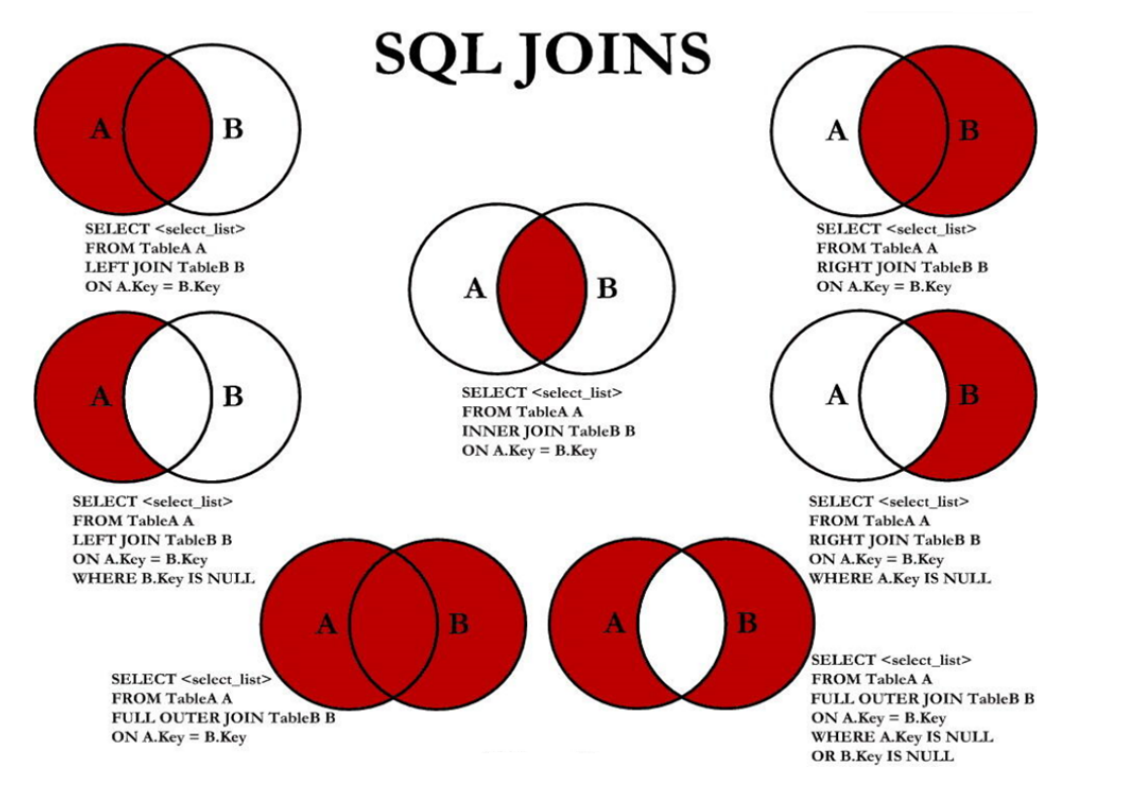 SQL JOINS
A B
SELECT <select_list>
FROM TableA A
LEFT JOIN TableB B
ON A.Key = B.Key
A B
SELECT <select_list>
FROM TableA A
RIGHT JOIN TableB B
ON A.Key = B.Key
A B
SELECT <select_list>
FROM TableA A
INNER JOIN TableB B
ON A.Key = B.Key
A B
SELECT <select_list>
FROM TableA A
LEFT JOIN TableB B
ON A.Key = B.Key
WHERE B.Key IS NULL
A B
SELECT <select_list>
FROM TableA A
RIGHT JOIN TableB B
ON A.Key = B.Key
WHERE A.Key IS NULL
A B
SELECT <select_list>
FROM TableA A
FULL OUTER JOIN TableB B
ON A.Key = B.Key
A B
SELECT <select_list>
FROM TableA A
FULL OUTER JOIN TableB B
ON A.Key = B.Key
WHERE A.Key IS NULL
OR B.Key IS NULL